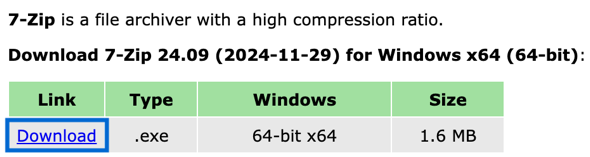 7-Zip is a file archiver with a high compression ratio.
Download 7-Zip 24.09 (2024-11-29) for Windows x64 (64-bit):
Link Type Windows Size
Download .exe 64-bit x64 1.6 MB